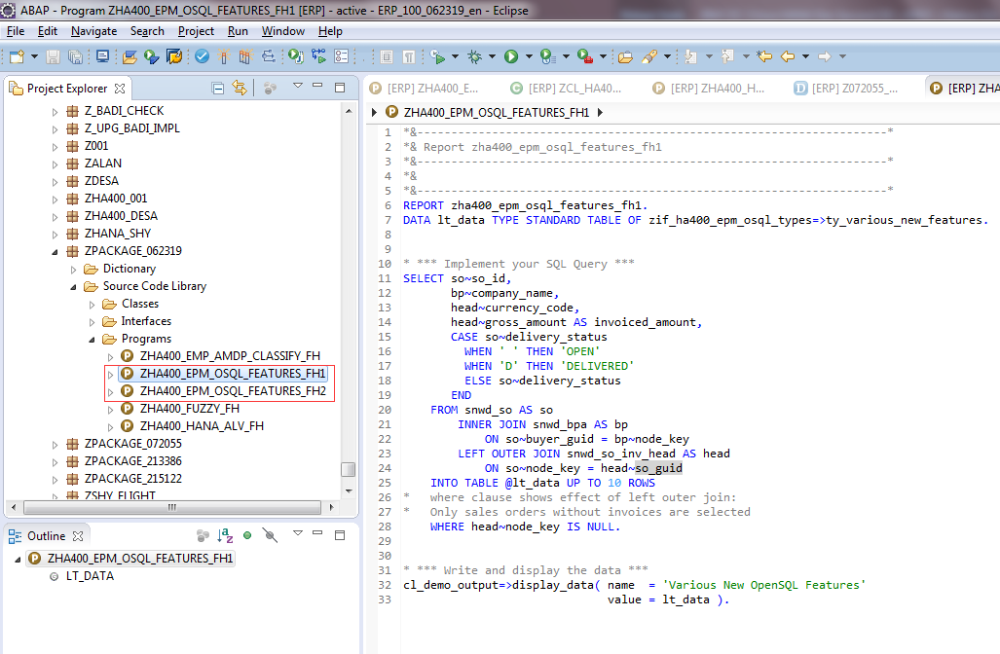 ABAP - Program ZHA400_EPM_OSQL_FEATURES_FH1 [ERP] - active - ERP_100_062319_en - Eclipse
File Edit Navigate Search Project Run Window Help
Project Explorer
Z_BADI_CHECK
Z_UPG_BADI_IMPL
Z001
ZALAN
ZDESA
ZHA400_001
ZHA400_DESA
ZHANA_SHY
ZPACKAGE_062319
Dictionary
Source Code Library
Classes
Interfaces
Programs
ZHA400_EMP_AMDP_CLASSIFY_FH
ZHA400_EPM_OSQL_FEATURES_FH1
ZHA400_EPM_OSQL_FEATURES_FH2
ZHA400_FUZZY_FH
ZHA400_HANA_ALV_FH
ZPACKAGE_072055
ZPACKAGE_213386
ZPACKAGE_215122
ZSHY_FLIGHT
Outline
ZHA400_EPM_OSQL_FEATURES_FH1
LT_DATA
[ERP] ZHA400_E... [ERP] ZCL_HA40... [ERP] ZHA400_H... [ERP] Z072055_... [ERP] ZHA
ZHA400_EPM_OSQL_FEATURES_FH1
1 *&---------------------------------------------------------------------*
2 *& Report zha400_epm_osql_features_fh1
3 *&---------------------------------------------------------------------*
4 *&
5 *&---------------------------------------------------------------------*
6 REPORT zha400_epm_osql_features_fh1.
7 DATA lt_data TYPE STANDARD TABLE OF zif_ha400_epm_osql_types=>ty_various_new_features.
8
9
10 * *** Implement your SQL Query ***
11 SELECT so~so_id,
12 bp~company_name,
13 head~currency_code,
14 head~gross_amount AS invoiced_amount,
15 CASE so~delivery_status
16 WHEN ' ' THEN 'OPEN'
17 WHEN 'D' THEN 'DELIVERED'
18 ELSE so~delivery_status
19 END
20 FROM snwd_so AS so
21 INNER JOIN snwd_bpa AS bp
22 ON so~buyer_guid = bp~node_key
23 LEFT OUTER JOIN snwd_so_inv_head AS head
24 ON so~node_key = head~so_guid
25 INTO TABLE @lt_data UP TO 10 ROWS
26 * where clause shows effect of left outer join:
27 * Only sales orders without invoices are selected
28 WHERE head~node_key IS NULL.
29
30
31 * *** Write and display the data ***
32 cl_demo_output=>display_data( name = 'Various New OpenSQL Features'
33 value = lt_data ).